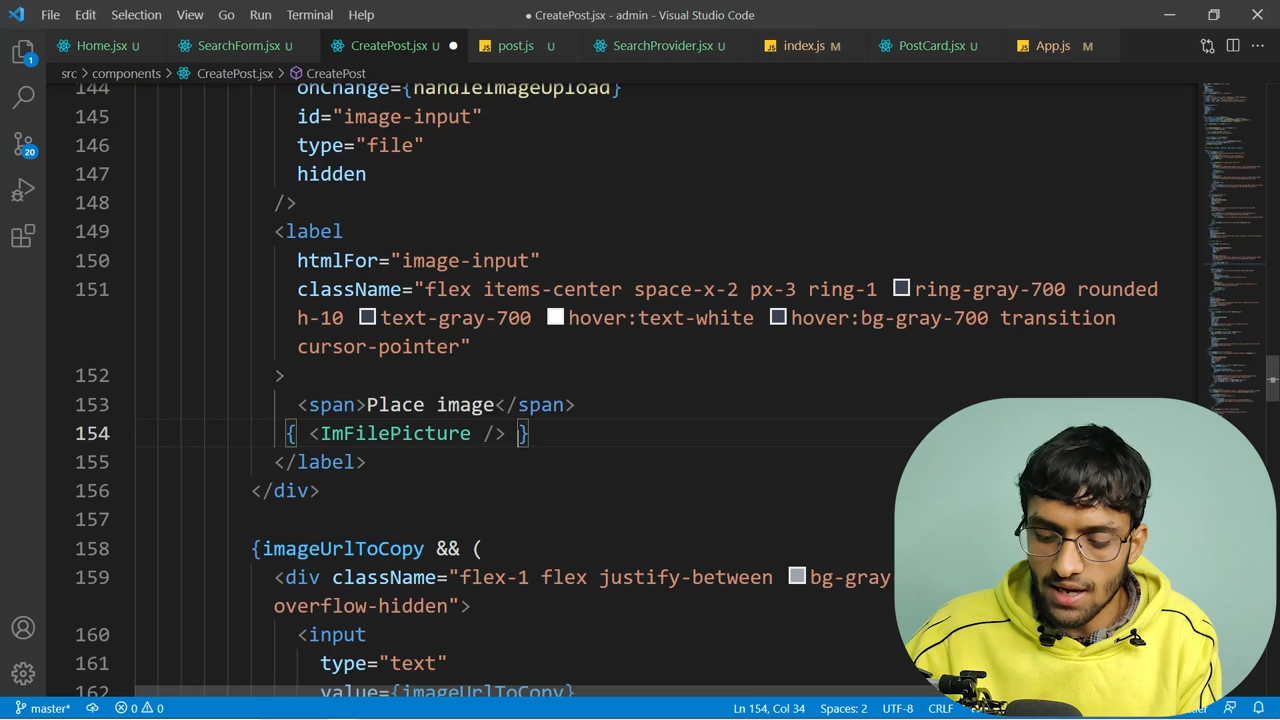 File Edit Selection View Go Run Terminal Help
● CreatePost.jsx - admin - Visual Studio Code
Home.jsx U
SearchForm.jsx U
CreatePost.jsx U ●
JS post.js U
SearchProvider.jsx U
JS index.js M
PostCard.jsx U
JS App.js M
src > components > CreatePost.jsx > CreatePost
144 onChange={handleImageUpload}
145 id="image-input"
146 type="file"
147 hidden
148 />
149 <label
150 htmlFor="image-input"
151 className="flex items-center space-x-2 px-3 ring-1 ring-gray-700 rounded
h-10 text-gray-700 hover:text-white hover:bg-gray-700 transition
cursor-pointer"
152 >
153 <span>Place image</span>
154 { <ImFilePicture /> }
155 </label>
156 </div>
157
158 {imageUrlToCopy && (
159 <div className="flex-1 flex justify-between bg-gray-
overflow-hidden">
160 <input
161 type="text"
162 value={imageUrlToCopy}
1
20
master* 0 0 Ln 154, Col 34 Spaces: 2 UTF-8 CRLF